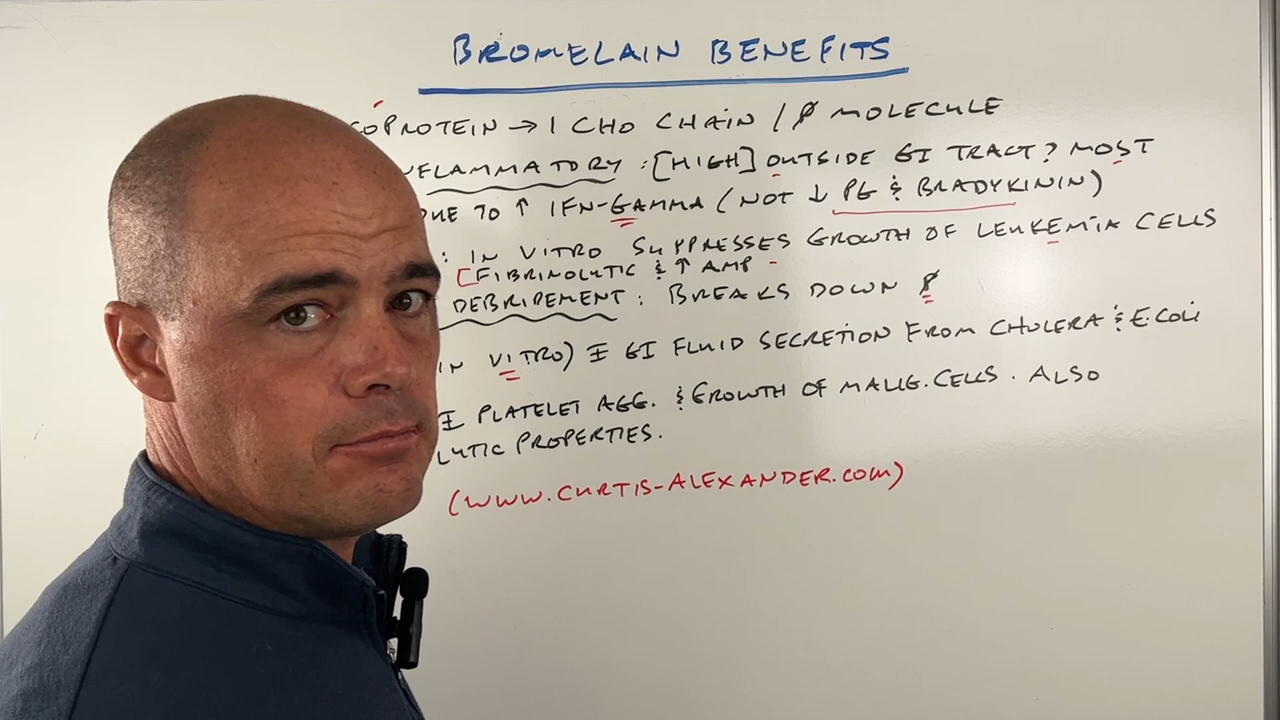 BROMELAIN BENEFITS
COPROTEIN → 1 CHO CHAIN / ꝑ MOLECULE
NFLAMMATORY : [HIGH] OUTSIDE GI TRACT? MOST
DUE TO ↑ IFN-GAMMA (NOT ↓ PG & BRADYKININ)
: IN VITRO SUPPRESSES GROWTH OF LEUKEMIA CELLS
[FIBRINOLYTIC & ↑ AMP
DEBRIDEMENT : BREAKS DOWN ꝑ
IN VITRO) I GI FLUID SECRETION FROM CHOLERA & E.COLI
I PLATELET AGG. & GROWTH OF MALIG. CELLS. ALSO
LYTIC PROPERTIES.
(WWW.CURTIS-ALEXANDER.COM)